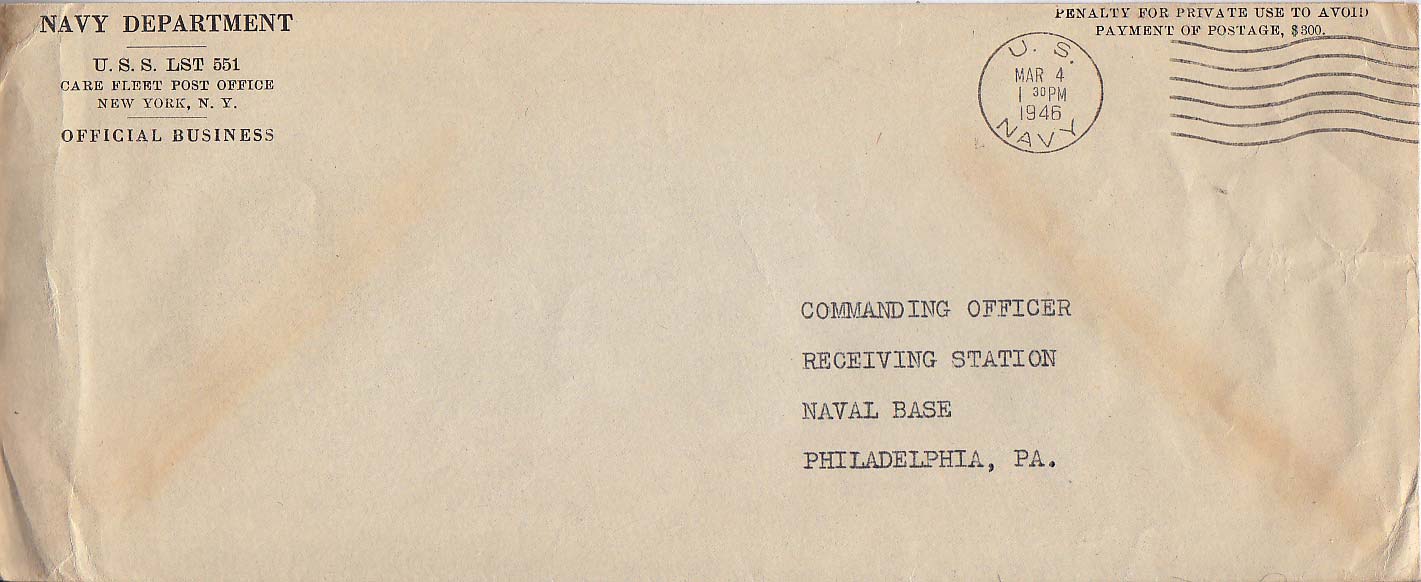 NAVY DEPARTMENT
U. S. S. LST 551
CARE FLEET POST OFFICE
NEW YORK, N. Y.
OFFICIAL BUSINESS
PENALTY FOR PRIVATE USE TO AVOID
PAYMENT OF POSTAGE, $300.
U. S.
MAR 4
1 30PM
1946
NAVY
COMMANDING OFFICER
RECEIVING STATION
NAVAL BASE
PHILADELPHIA, PA.